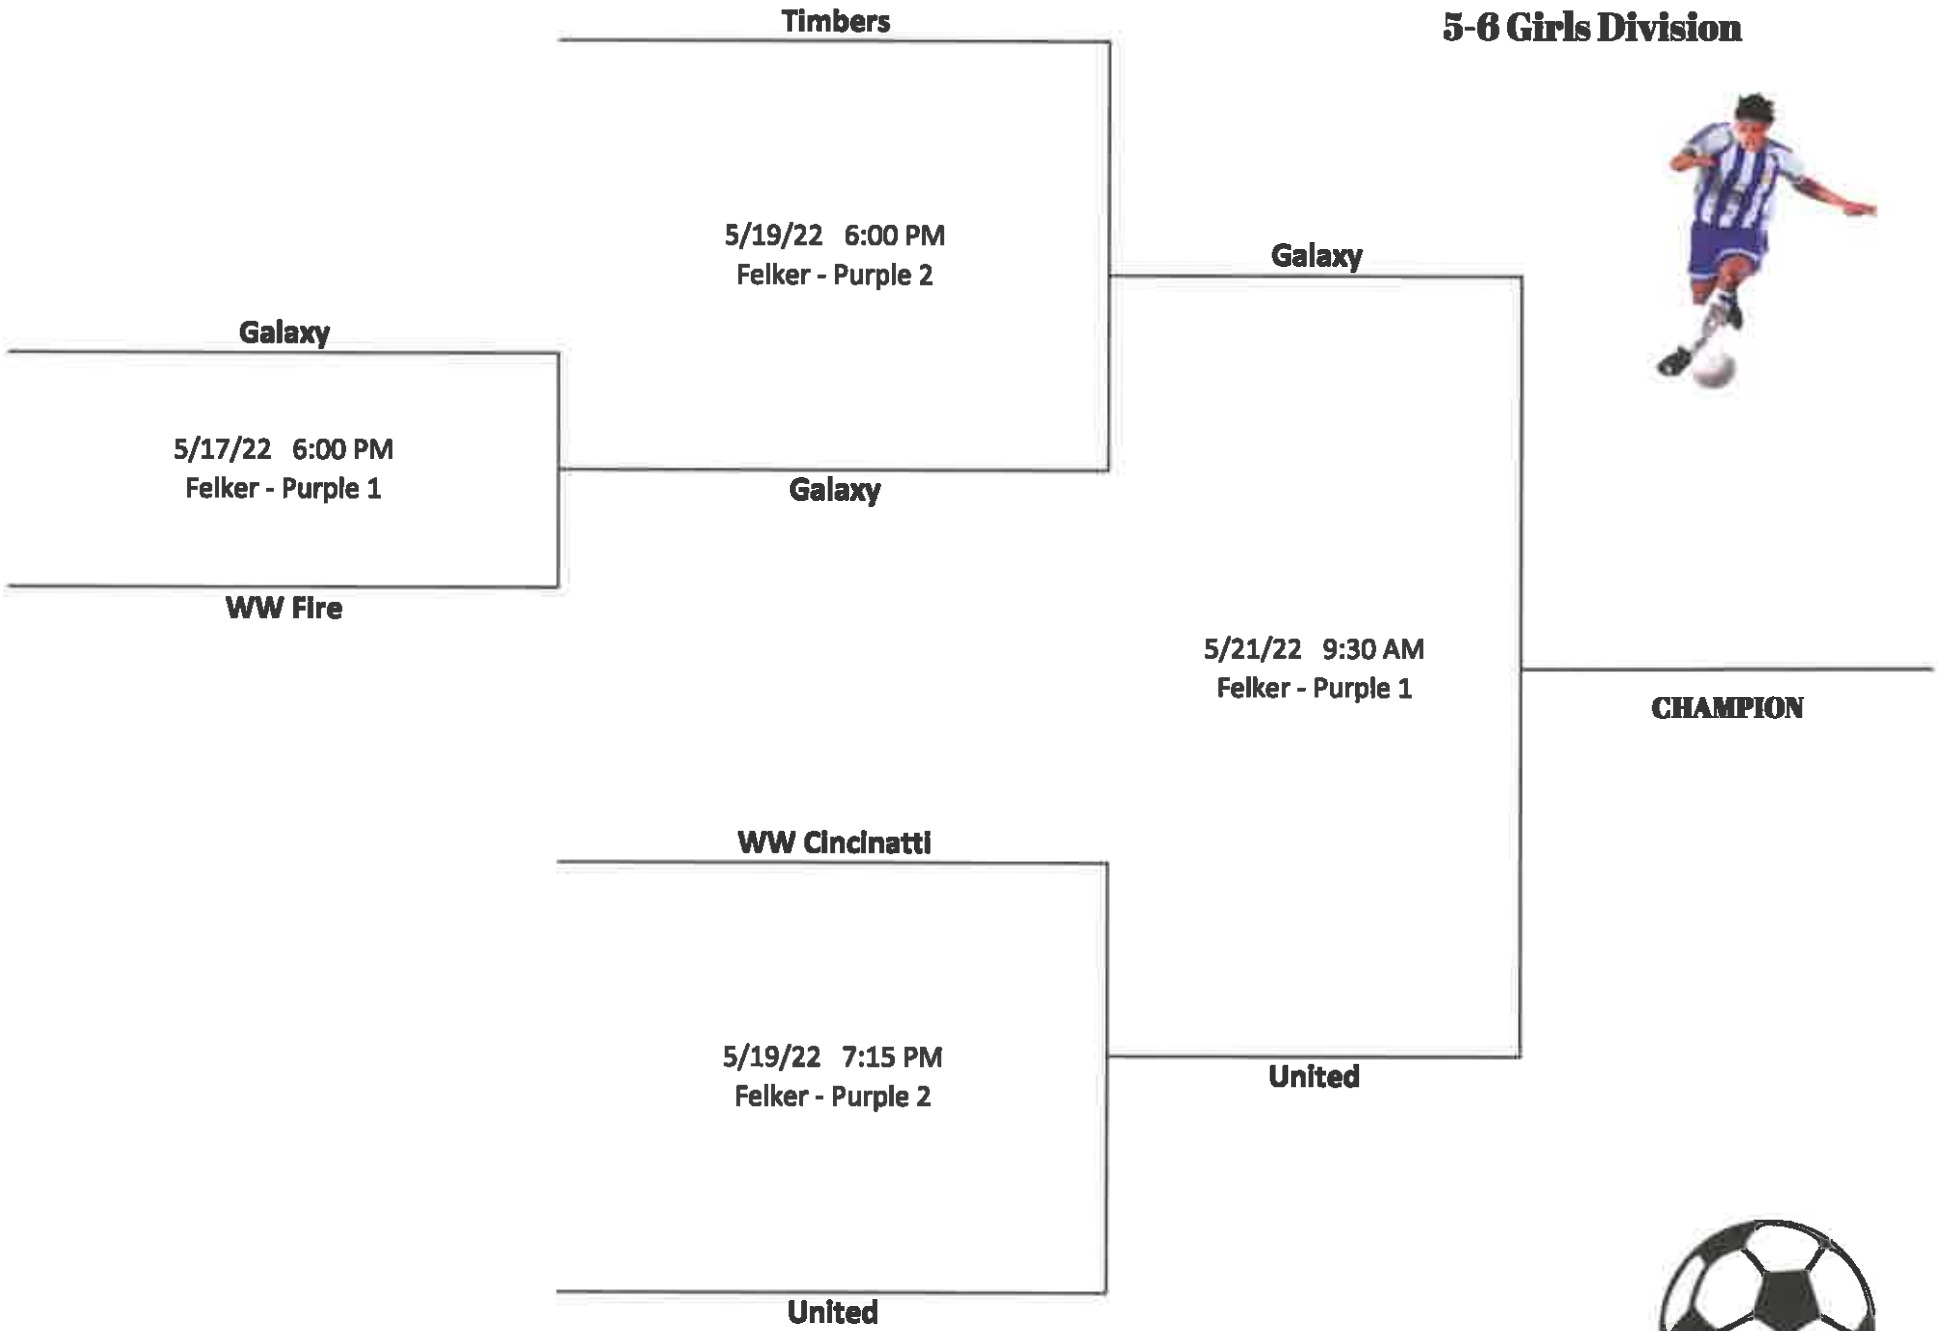 Timbers
5-6 Girls Division
5/19/22 6:00 PM
Felker - Purple 2
Galaxy
Galaxy
5/17/22 6:00 PM
Felker - Purple 1
Galaxy
WW Fire
5/21/22 9:30 AM
Felker - Purple 1
CHAMPION
WW Cincinatti
5/19/22 7:15 PM
Felker - Purple 2
United
United